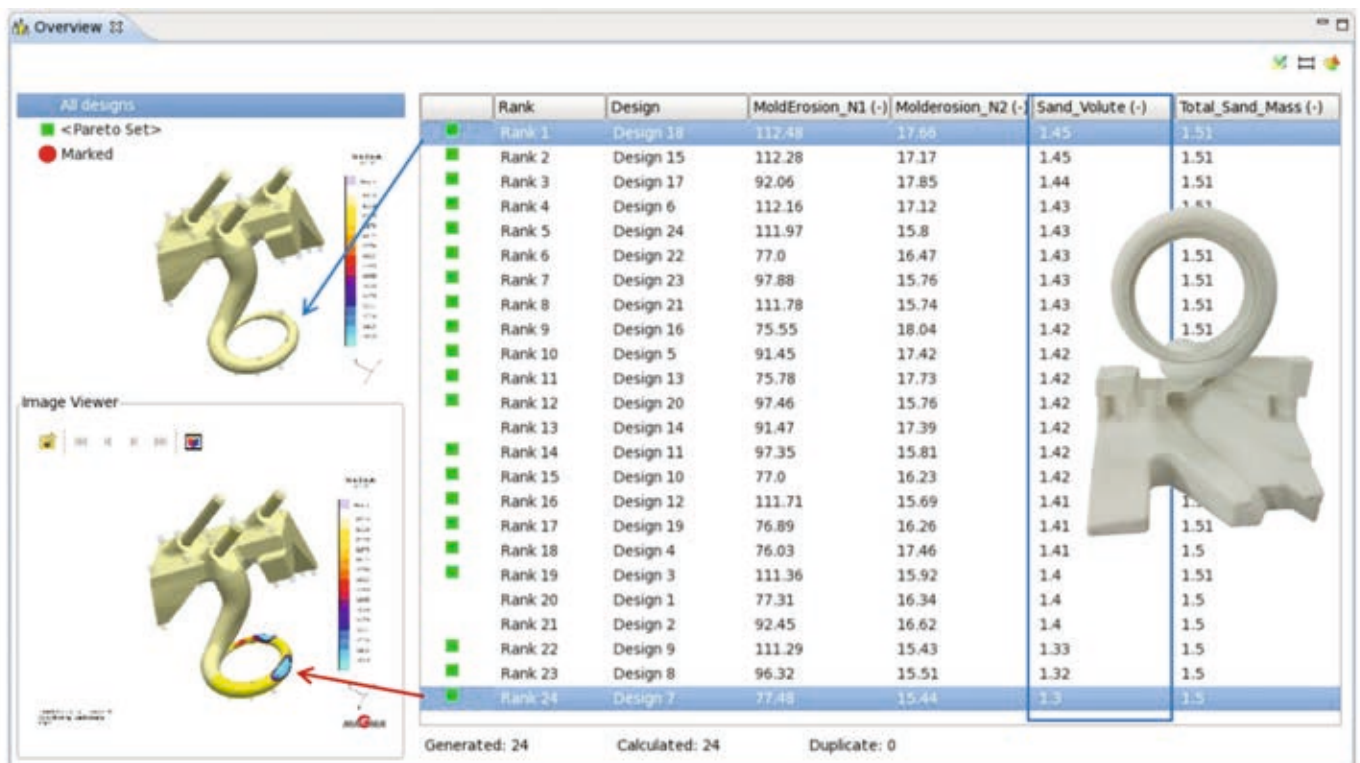 Overview
All designs
<Pareto Set>
Marked
Image Viewer
Rank Design MoldErosion_N1 (-) Molderosion_N2 (- Sand_Volute (-) Total_Sand_Mass (-)
Rank 1 Design 18 112.48 17.66 1.45 1.51
Rank 2 Design 15 112.28 17.17 1.45 1.51
Rank 3 Design 17 92.06 17.85 1.44 1.51
Rank 4 Design 6 112.16 17.12 1.43
Rank 5 Design 24 111.97 15.8 1.43
Rank 6 Design 22 77.0 16.47 1.43 1.51
Rank 7 Design 23 97.88 15.76 1.43 1.51
Rank 8 Design 21 111.78 15.74 1.43 1.51
Rank 9 Design 16 75.55 18.04 1.42 1.51
Rank 10 Design 5 91.45 17.42 1.42
Rank 11 Design 13 75.78 17.73 1.42
Rank 12 Design 20 97.46 15.76 1.42
Rank 13 Design 14 91.47 17.39 1.42
Rank 14 Design 11 97.35 15.81 1.42
Rank 15 Design 10 77.0 16.23 1.42
Rank 16 Design 12 111.71 15.69 1.41
Rank 17 Design 19 76.89 16.26 1.41 1.51
Rank 18 Design 4 76.03 17.46 1.41 1.5
Rank 19 Design 3 111.36 15.92 1.4 1.51
Rank 20 Design 1 77.31 16.34 1.4 1.5
Rank 21 Design 2 92.45 16.62 1.4 1.5
Rank 22 Design 9 111.29 15.43 1.33 1.5
Rank 23 Design 8 96.32 15.51 1.32 1.5
Rank 24 Design 7 77.48 15.44 1.3 1.5
Generated: 24 Calculated: 24 Duplicate: 0